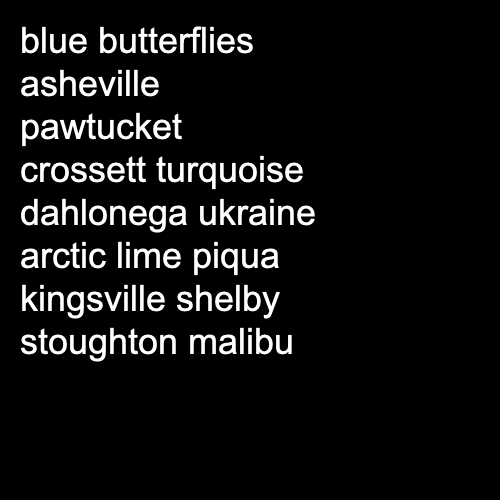 blue butterflies
asheville
pawtucket
crossett turquoise
dahlonega ukraine
arctic lime piqua
kingsville shelby
stoughton malibu